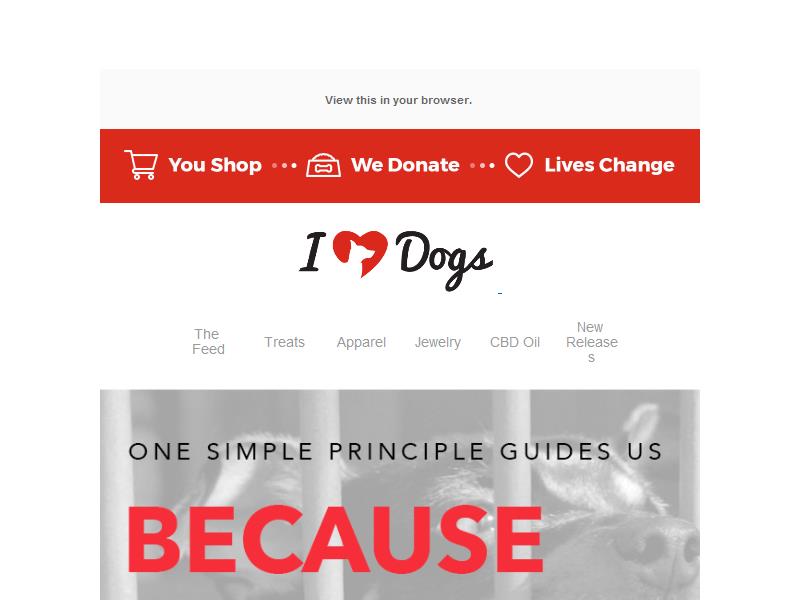 View this in your browser.
You Shop We Donate Lives Change
I Dogs
The Feed Treats Apparel Jewelry CBD Oil New Release s
ONE SIMPLE PRINCIPLE GUIDES US
BECAUSE